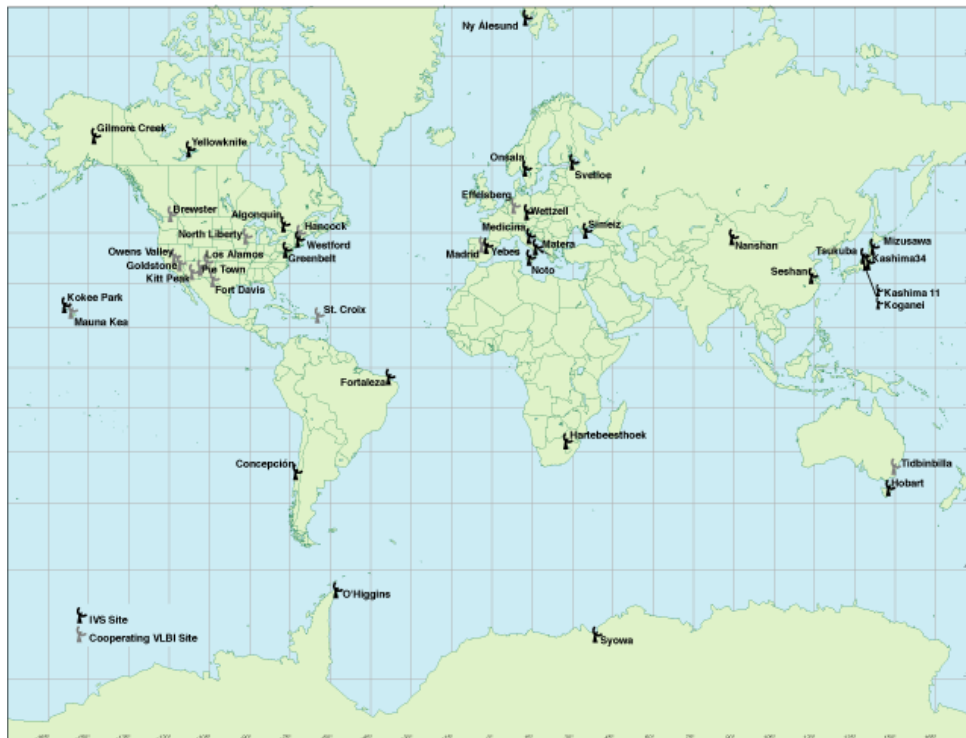 Ny Ålesund
Gilmore Creek
Yellowknife
Onsala
Svetloe
Effelsberg
Brewster
Algonquin
Wettzell
Hancock
Simeiz
North Liberty
Medicina
Nanshan
Mizusawa
Westford
Owens Valley
Los Alamos
Greenbelt
Madrid
Yebes
Matera
Tsukuba
Kashima34
Goldstone
Pie Town
Noto
Seshan
Kitt Peak
Fort Davis
Kashima 11
Kokee Park
Koganei
St. Croix
Mauna Kea
Fortaleza
Hartebeesthoek
Concepción
Tidbinbilla
Hobart
O'Higgins
IVS Site
Syowa
Cooperating VLBI Site